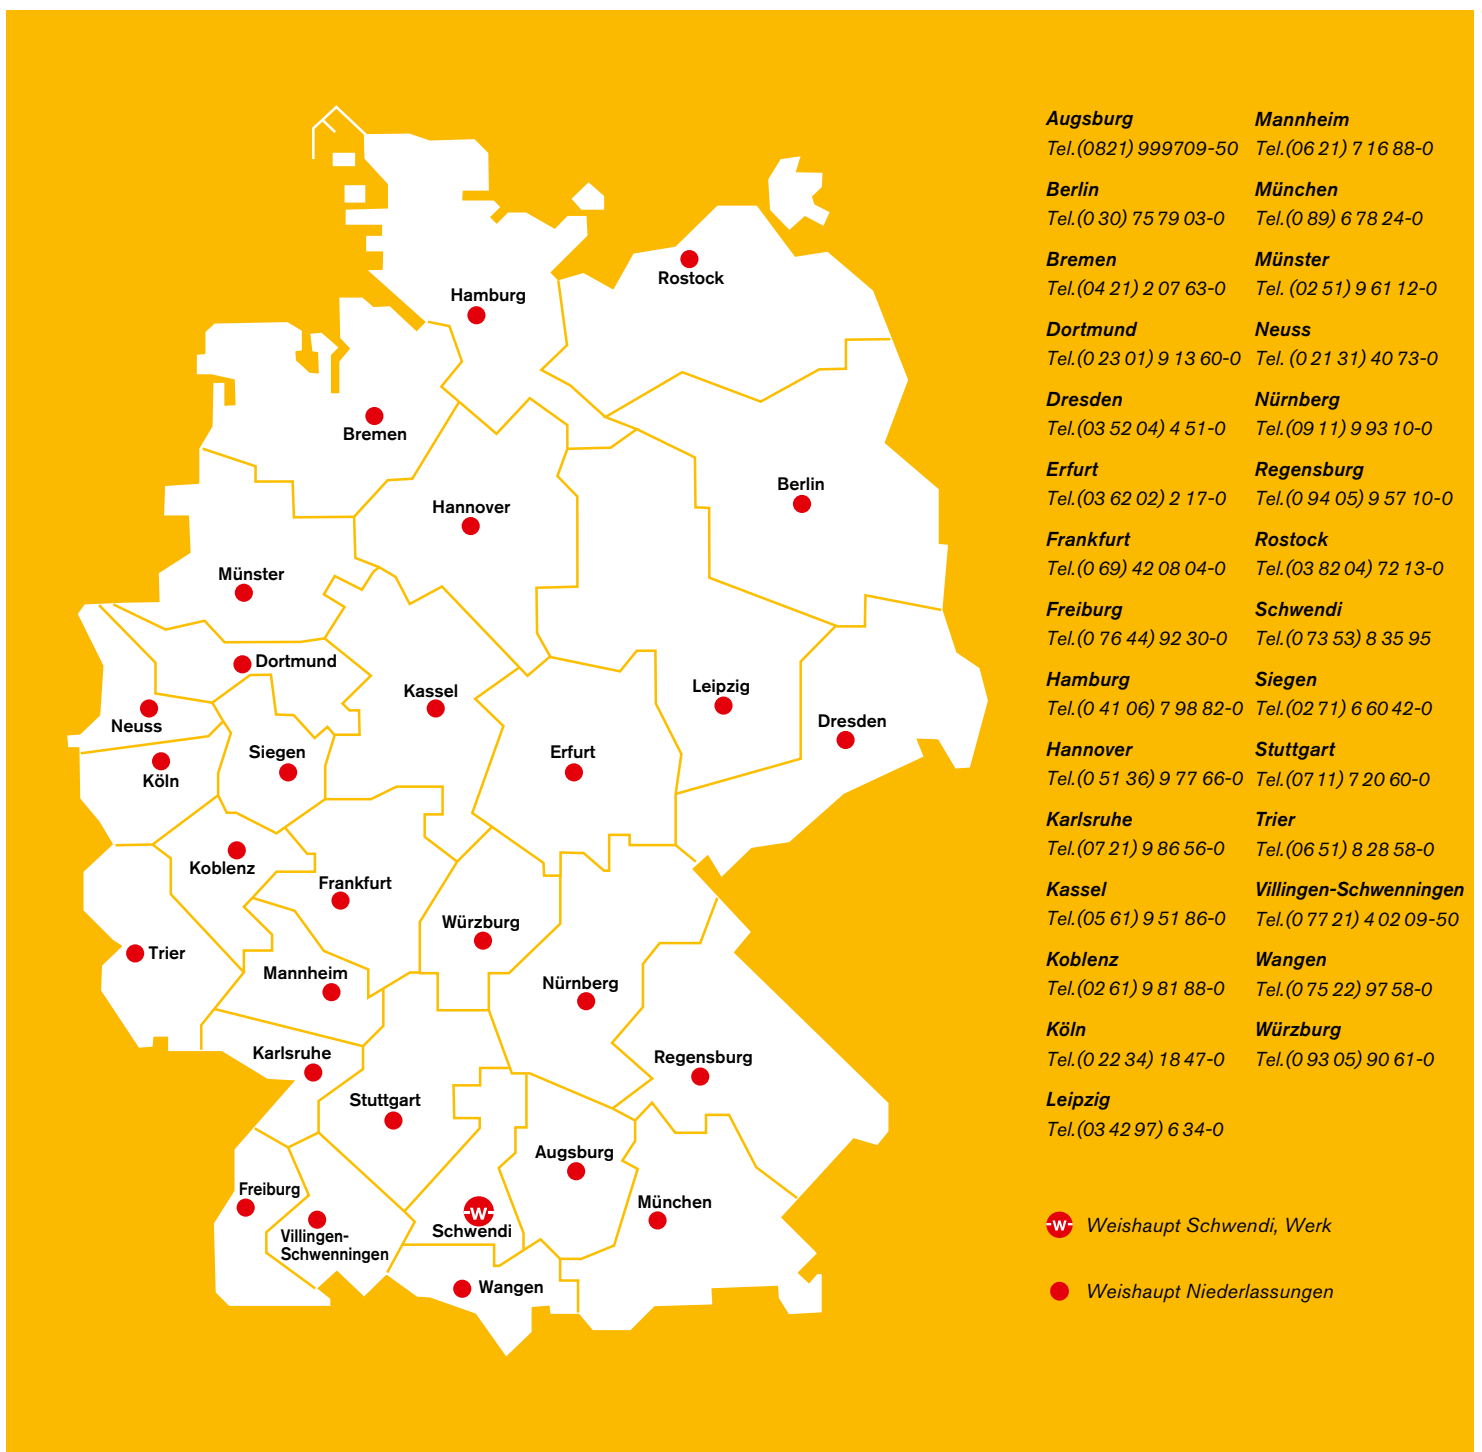 Rostock
Hamburg
Bremen
Berlin
Hannover
Münster
Dortmund
Kassel
Leipzig
Neuss
Dresden
Siegen
Erfurt
Köln
Koblenz
Frankfurt
Würzburg
Trier
Mannheim
Nürnberg
Karlsruhe
Regensburg
Stuttgart
Augsburg
Freiburg
München
-W-
Schwendi
Villingen-
Schwenningen
Wangen
Augsburg
Tel.(0821) 999709-50
Berlin
Tel.(0 30) 75 79 03-0
Bremen
Tel.(04 21) 2 07 63-0
Dortmund
Tel.(0 23 01) 9 13 60-0
Dresden
Tel.(03 52 04) 4 51-0
Erfurt
Tel.(03 62 02) 2 17-0
Frankfurt
Tel.(0 69) 42 08 04-0
Freiburg
Tel.(0 76 44) 92 30-0
Hamburg
Tel.(0 41 06) 7 98 82-0
Hannover
Tel.(0 51 36) 9 77 66-0
Karlsruhe
Tel.(07 21) 9 86 56-0
Kassel
Tel.(05 61) 9 51 86-0
Koblenz
Tel.(02 61) 9 81 88-0
Köln
Tel.(0 22 34) 18 47-0
Leipzig
Tel.(03 42 97) 6 34-0
Mannheim
Tel.(06 21) 7 16 88-0
München
Tel.(0 89) 6 78 24-0
Münster
Tel. (02 51) 9 61 12-0
Neuss
Tel. (0 21 31) 40 73-0
Nürnberg
Tel.(09 11) 9 93 10-0
Regensburg
Tel.(0 94 05) 9 57 10-0
Rostock
Tel.(03 82 04) 72 13-0
Schwendi
Tel.(0 73 53) 8 35 95
Siegen
Tel.(02 71) 6 60 42-0
Stuttgart
Tel.(07 11) 7 20 60-0
Trier
Tel.(06 51) 8 28 58-0
Villingen-Schwenningen
Tel.(0 77 21) 4 02 09-50
Wangen
Tel.(0 75 22) 97 58-0
Würzburg
Tel.(0 93 05) 90 61-0
-W- Weishaupt Schwendi, Werk
Weishaupt Niederlassungen